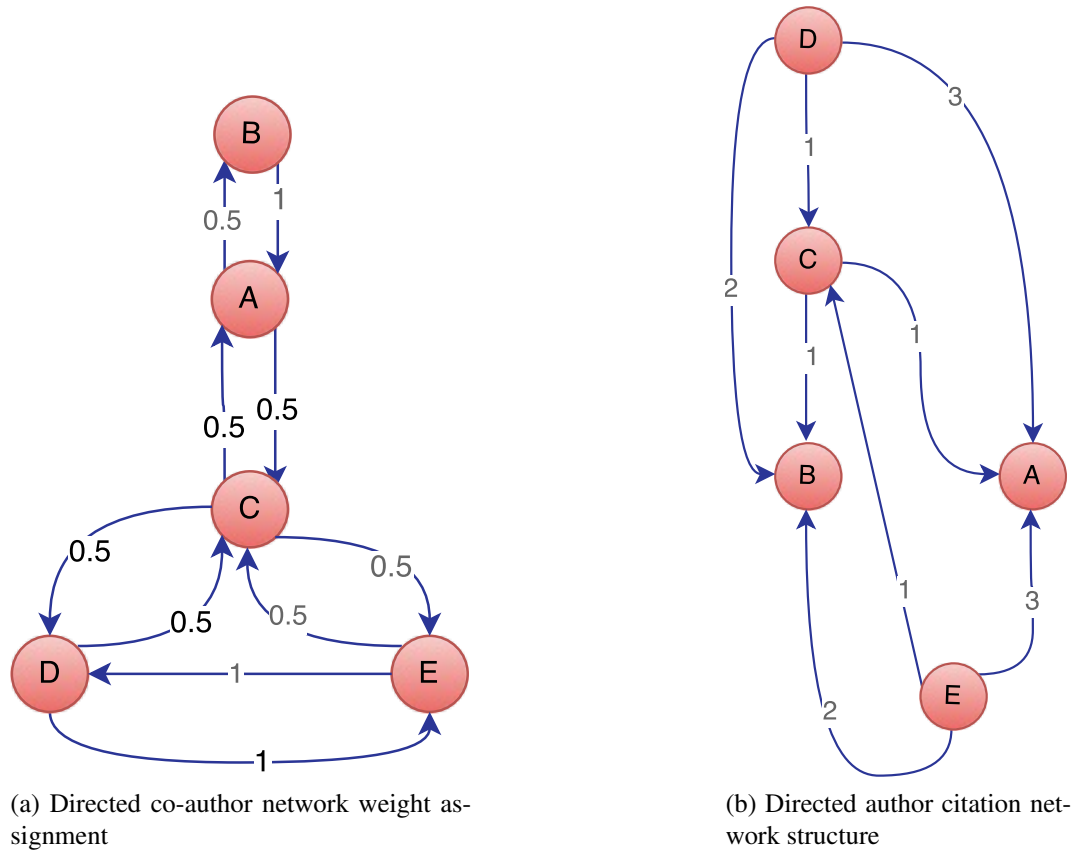 B
0.5
1
A
0.5
0.5
C
0.5
0.5
0.5
0.5
D
1
E
1
(a) Directed co-author network weight as-
signment
D
3
1
C
2
1
1
B
A
1
3
E
2
(b) Directed author citation net-
work structure